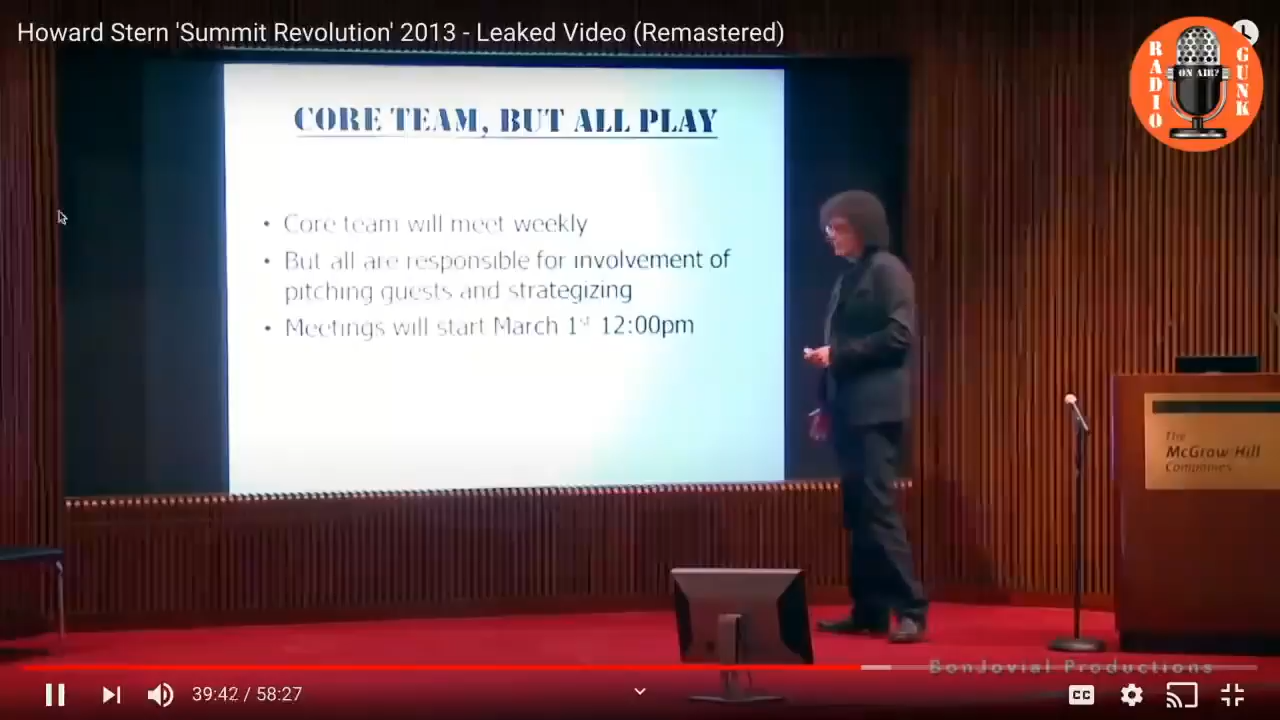 Howard Stern 'Summit Revolution' 2013 - Leaked Video (Remastered)
RADIO
ON AIR?
GUNK
CORE TEAM, BUT ALL PLAY
• Core team will meet weekly
• But all are responsible for involvement of
pitching guests and strategizing
• Meetings will start March 1st 12:00pm
The
McGraw Hill
Companies
BonJovial Productions
39:42 / 58:27
CC